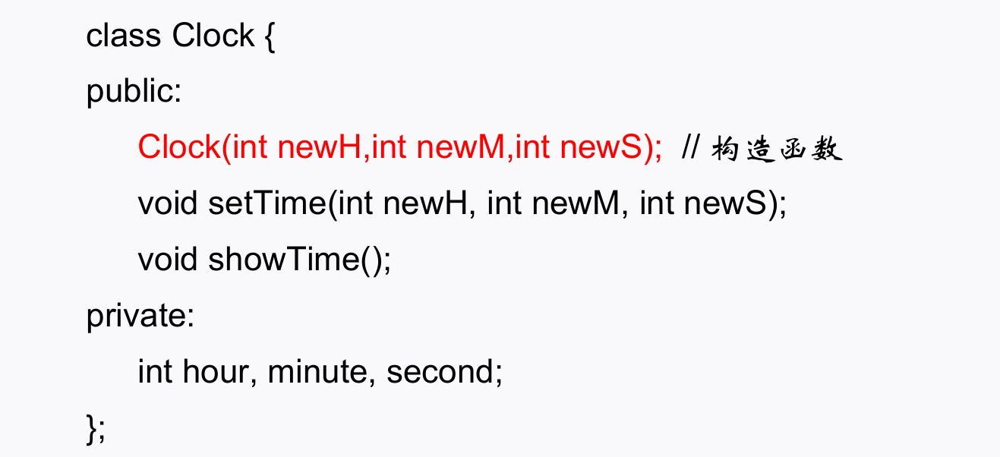 class Clock {
public:
Clock(int newH,int newM,int newS); // 构造函数
void setTime(int newH, int newM, int newS);
void showTime();
private:
int hour, minute, second;
};